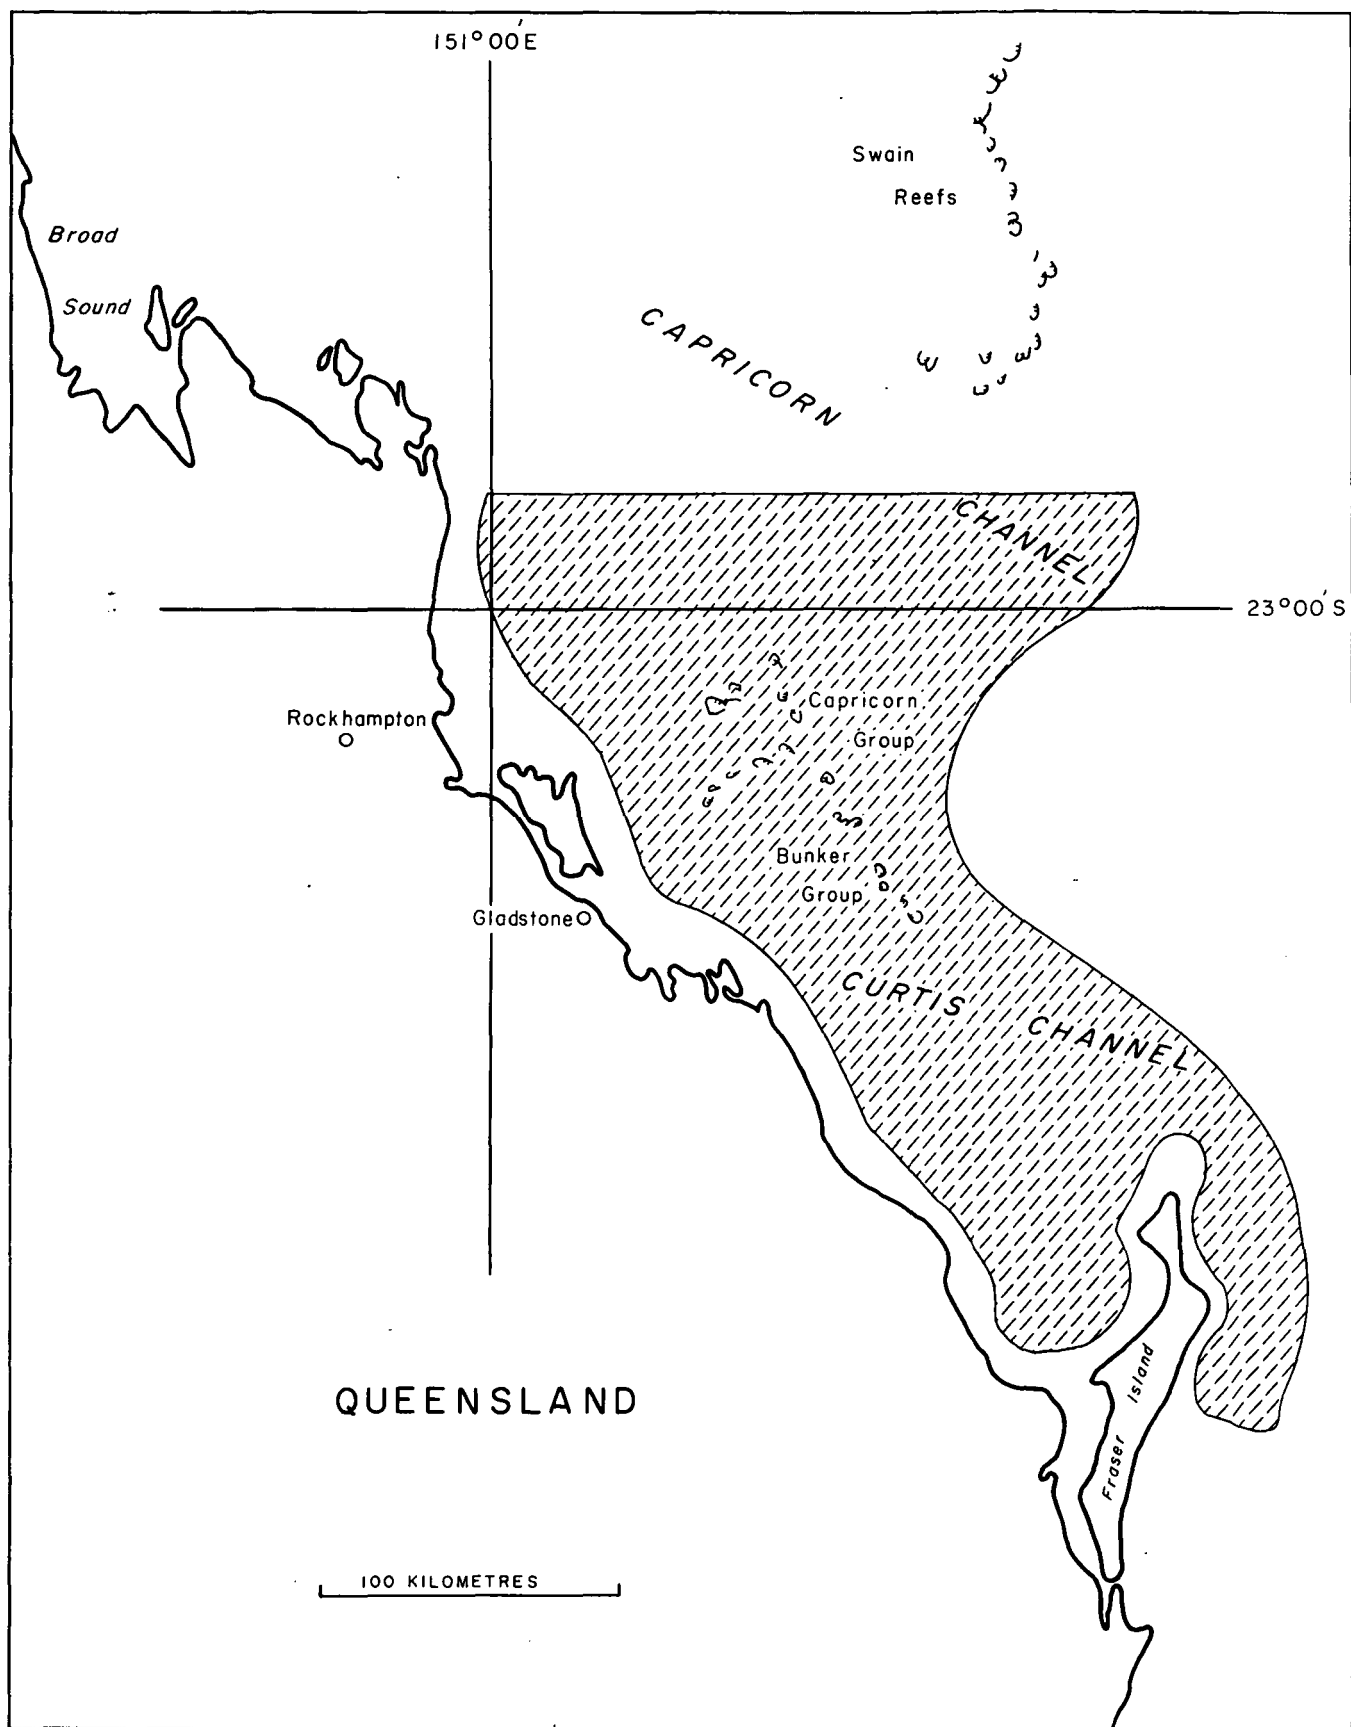 151°00'E
Swain
Reefs
Broad
Sound
CAPRICORN
CHANNEL
23°00'S
Capricorn
Group
Rockhampton
Bunker
Group
Gladstone
CURTIS
CHANNEL
QUEENSLAND
Fraser Island
100 KILOMETRES